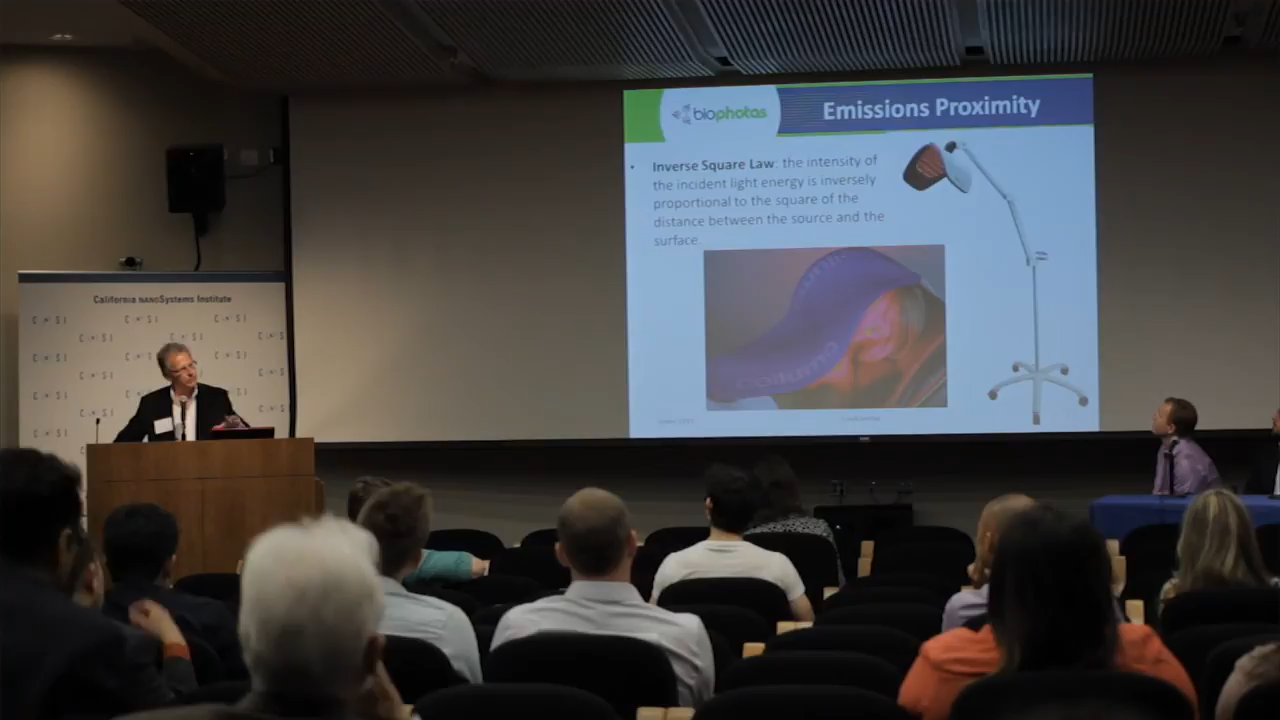 California NANOSystems Institute
biophotas
Emissions Proximity
• Inverse Square Law: the intensity of
the incident light energy is inversely
proportional to the square of the
distance between the source and the
surface.
celluma